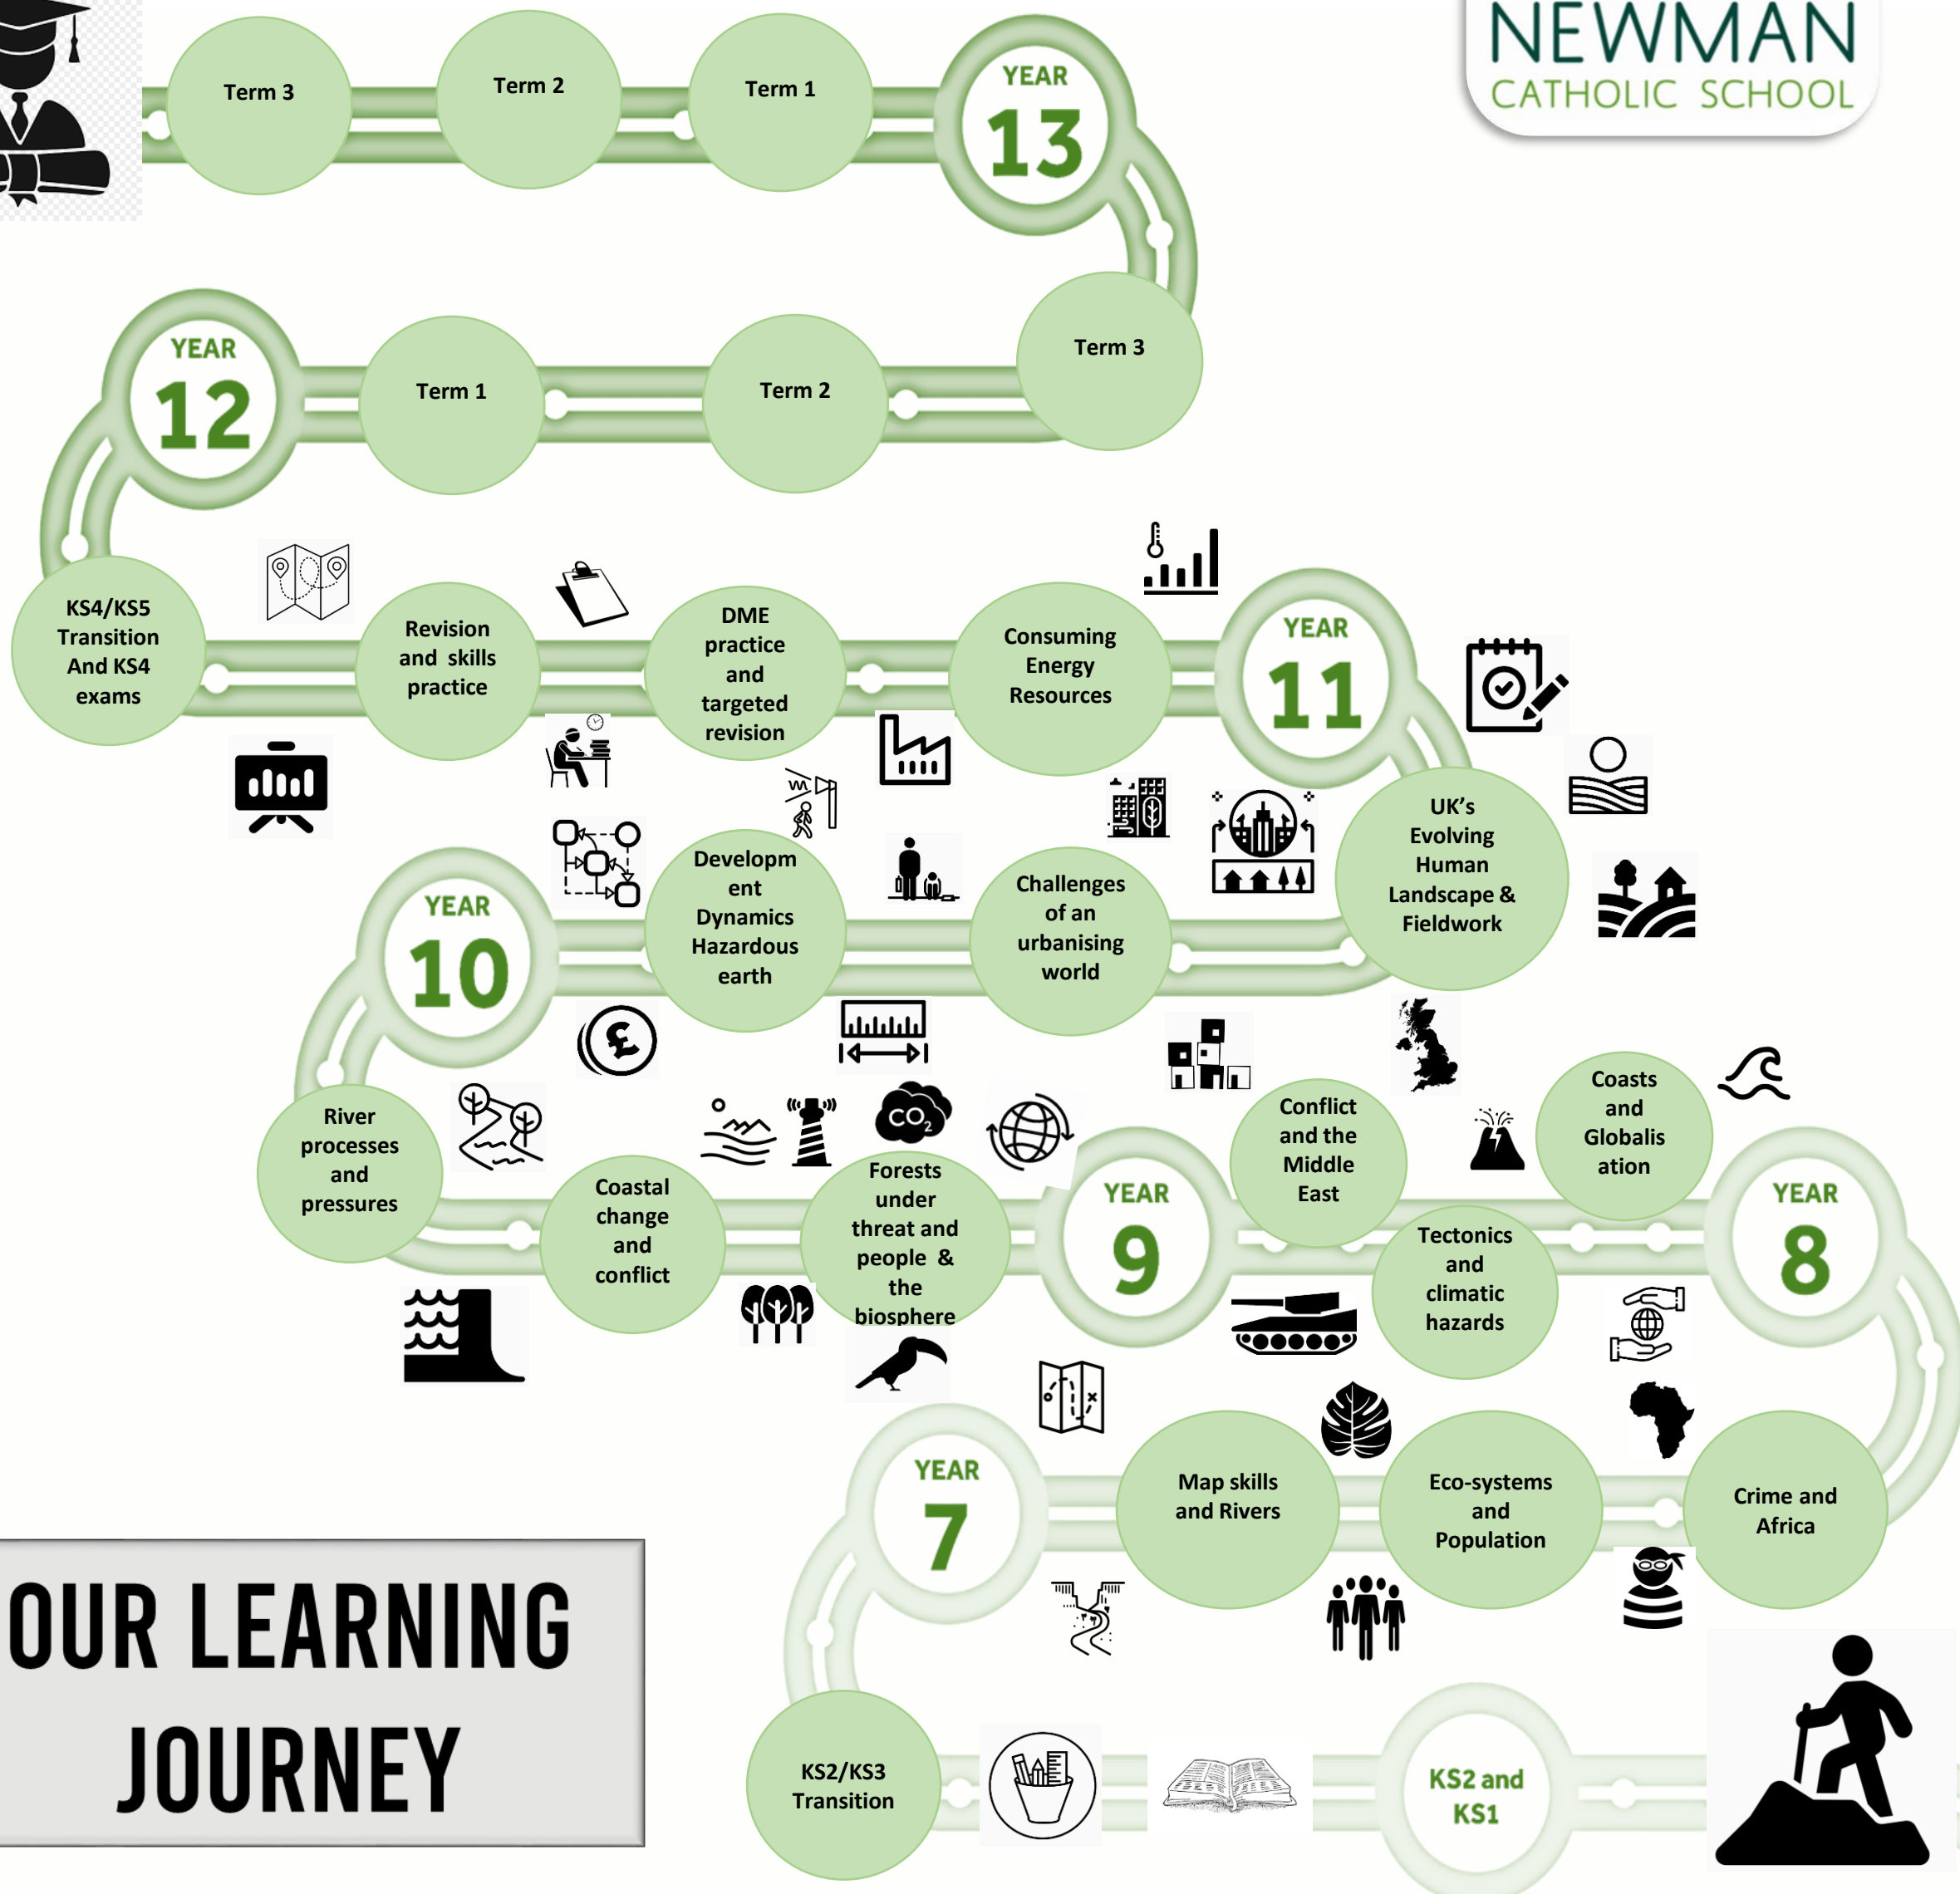 NEWMAN
CATHOLIC SCHOOL
Term 3
Term 2
Term 1
YEAR
13
YEAR
12
Term 1
Term 2
Term 3
KS4/KS5
Transition
And KS4
exams
Revision
and skills
practice
DME
practice
and
targeted
revision
Consuming
Energy
Resources
YEAR
11
YEAR
10
Developm
ent
Dynamics
Hazardous
earth
Challenges
of an
urbanising
world
UK's
Evolving
Human
Landscape &
Fieldwork
£
River
processes
and
pressures
Coastal
change
and
conflict
CO2
Forests
under
threat and
people &
the
biosphere
YEAR
9
Conflict
and the
Middle
East
Tectonics
and
climatic
hazards
Coasts
and
Globalis
ation
YEAR
8
YEAR
7
Map skills
and Rivers
Eco-systems
and
Population
Crime and
Africa
OUR LEARNING
JOURNEY
KS2/KS3
Transition
KS2 and
KS1